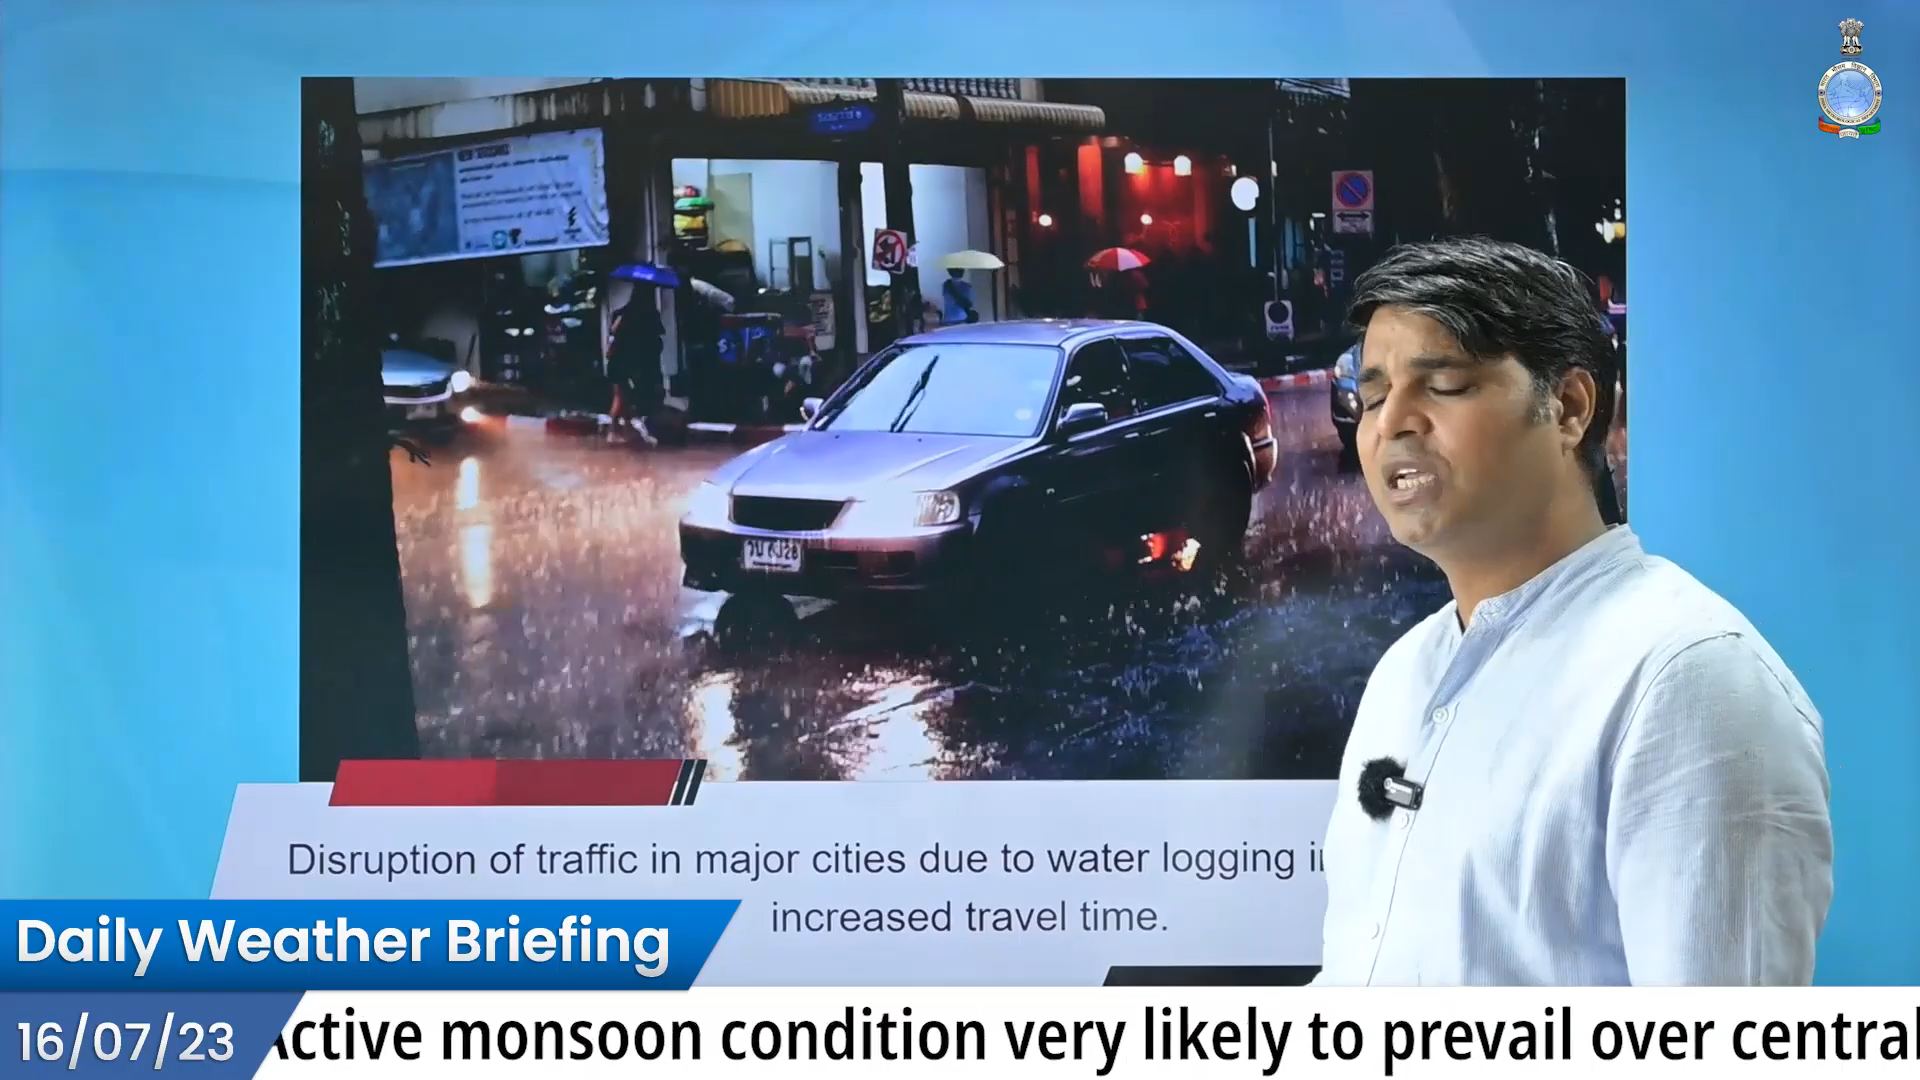 Disruption of traffic in major cities due to water logging
increased travel time.
Daily Weather Briefing
16/07/23
Active monsoon condition very likely to prevail over central